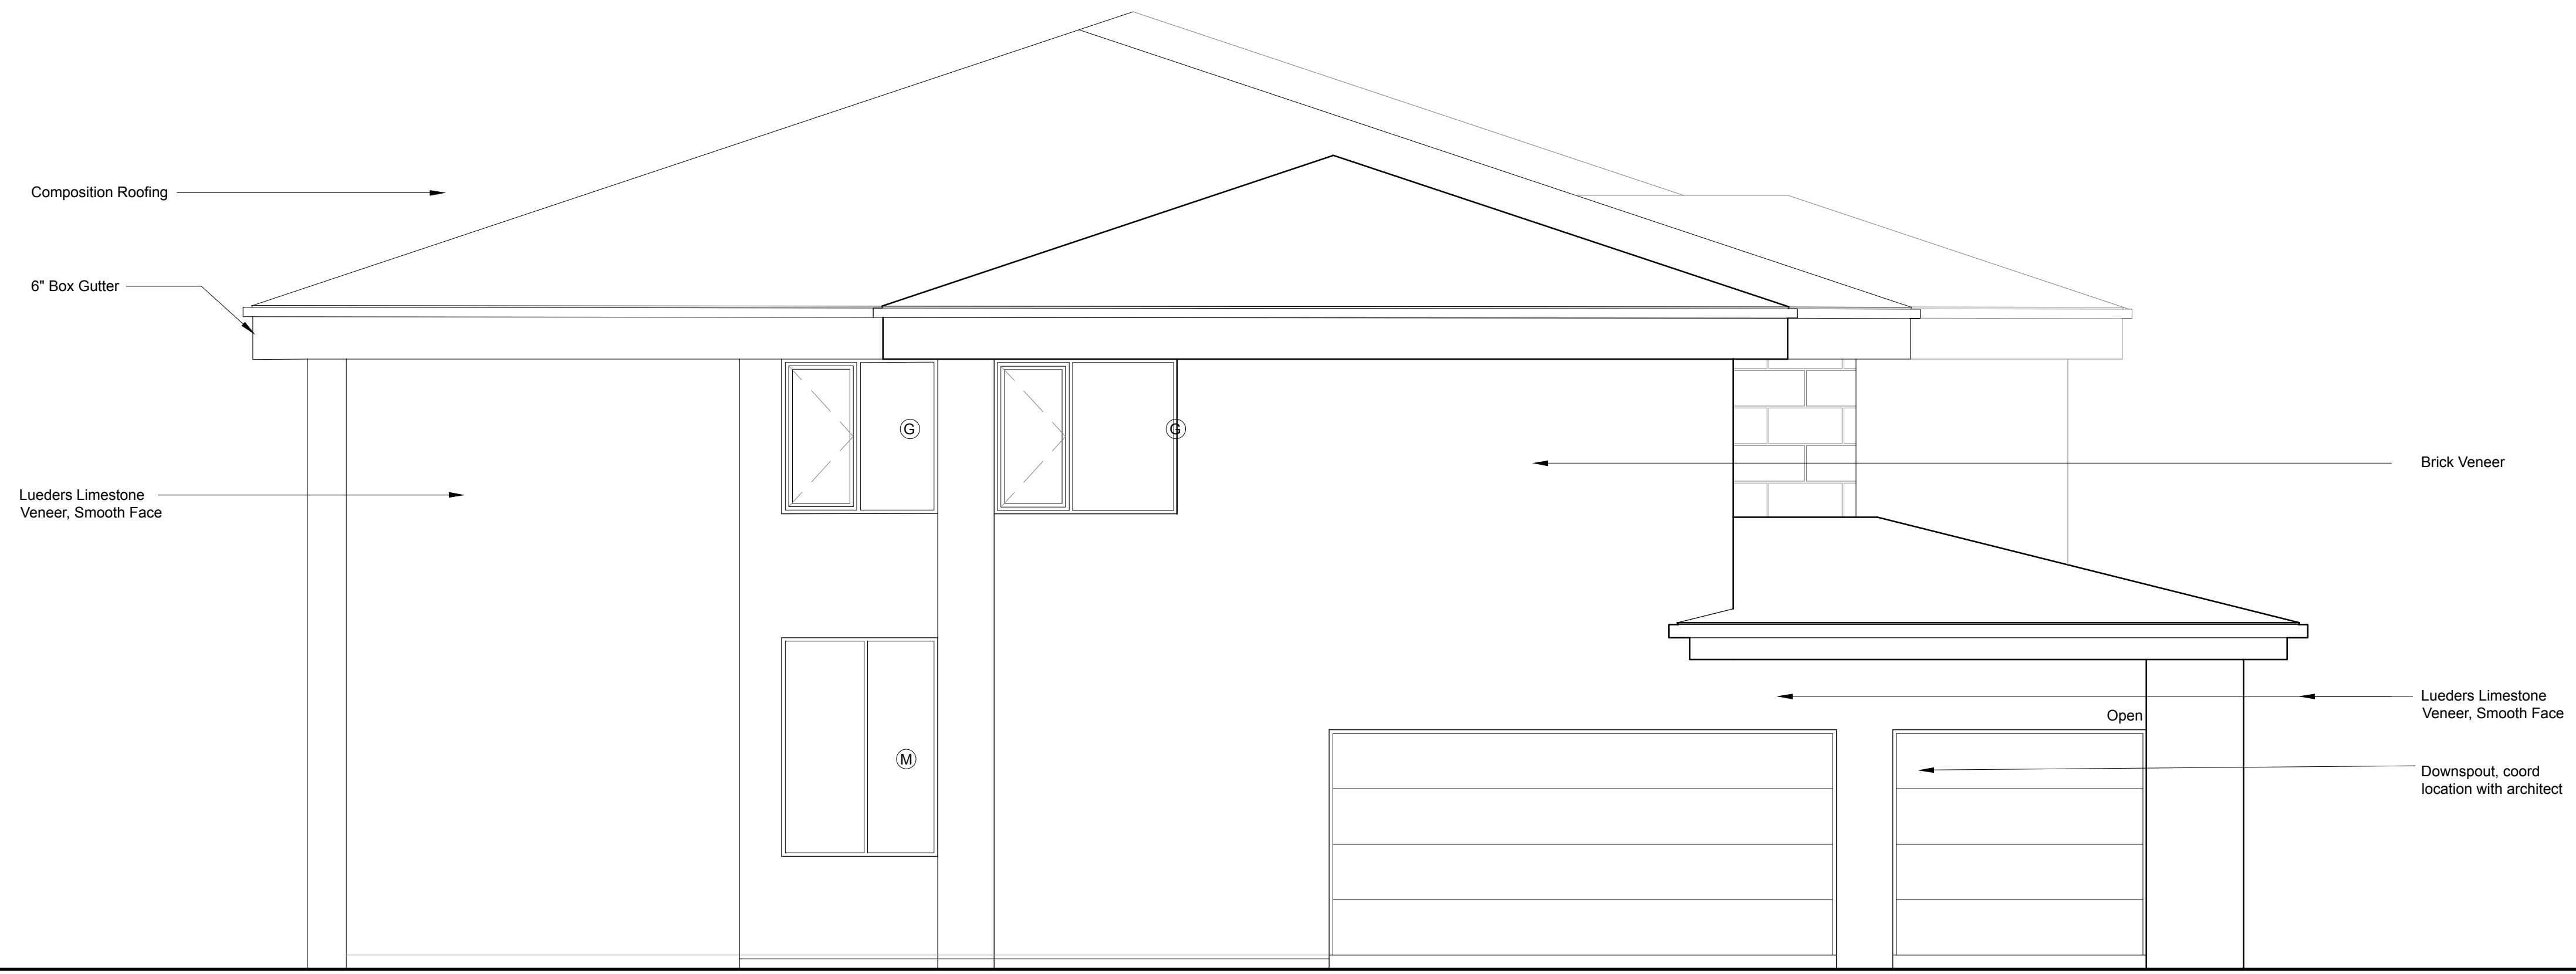 Composition Roofing
6" Box Gutter
G
G
Brick Veneer
Lueders Limestone
Veneer, Smooth Face
Lueders Limestone
Veneer, Smooth Face
Open
M
Downspout, coord
location with architect